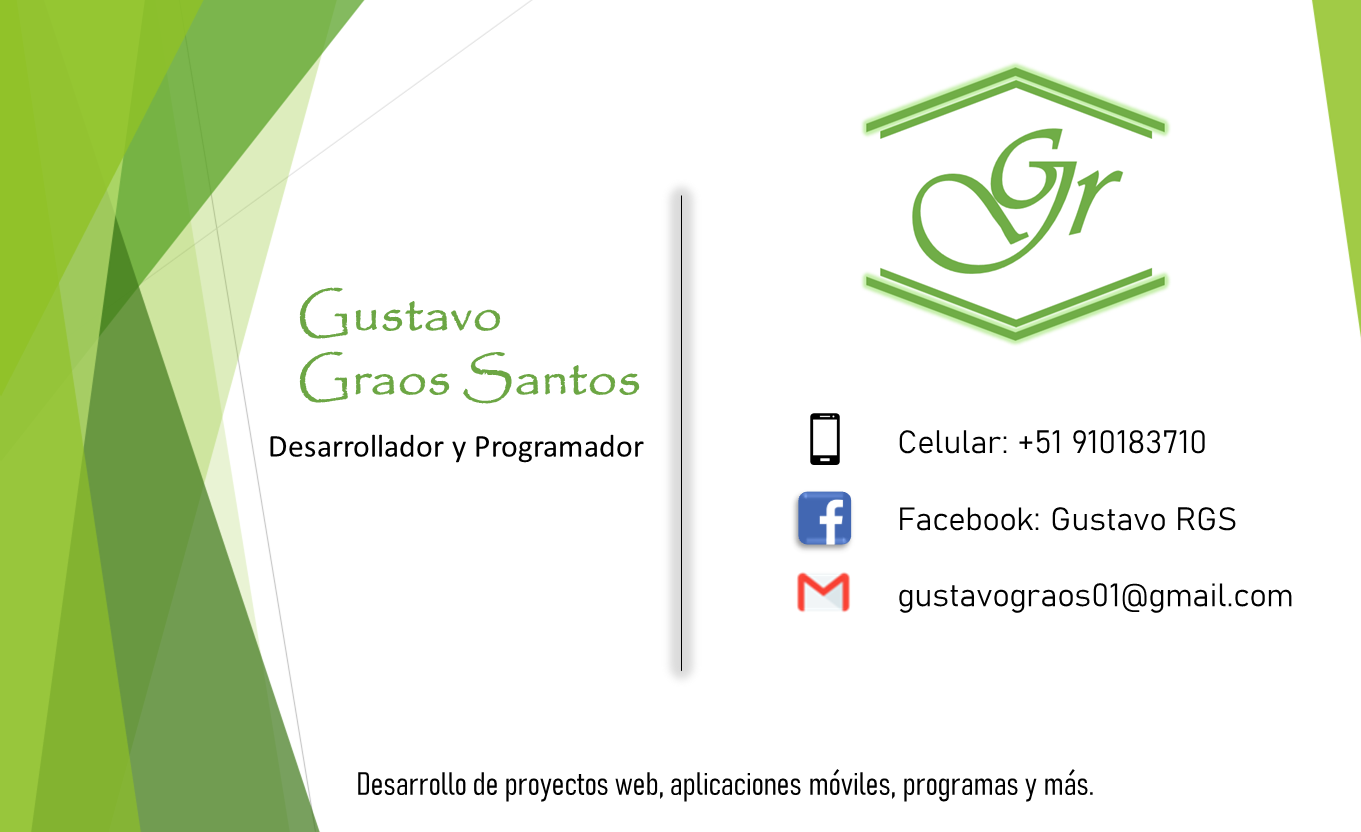 Gustavo
Graos Santos
Desarrollador y Programador
Gr
Celular: +51 910183710
Facebook: Gustavo RGS
gustavograos01@gmail.com
Desarrollo de proyectos web, aplicaciones móviles, programas y más.